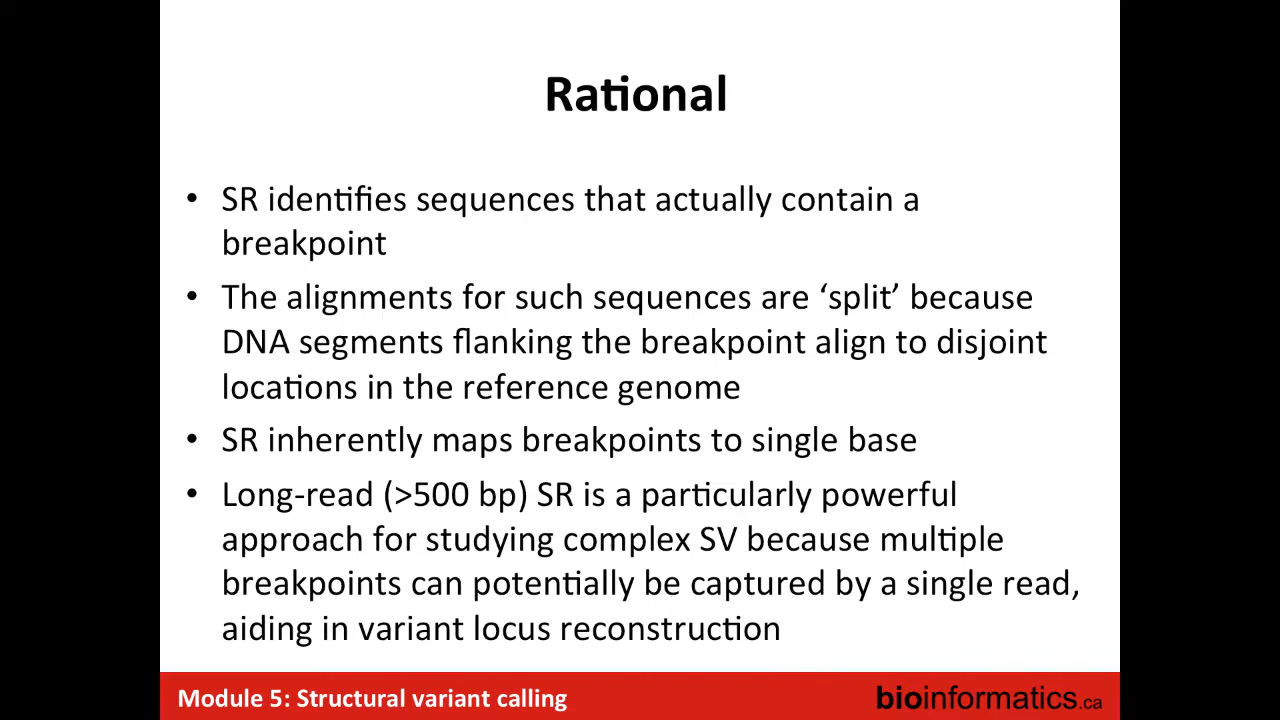 Rational
• SR identifies sequences that actually contain a
breakpoint
• The alignments for such sequences are ‘split’ because
DNA segments flanking the breakpoint align to disjoint
locations in the reference genome
• SR inherently maps breakpoints to single base
• Long-read (>500 bp) SR is a particularly powerful
approach for studying complex SV because multiple
breakpoints can potentially be captured by a single read,
aiding in variant locus reconstruction
Module 5: Structural variant calling
bioinformatics.ca